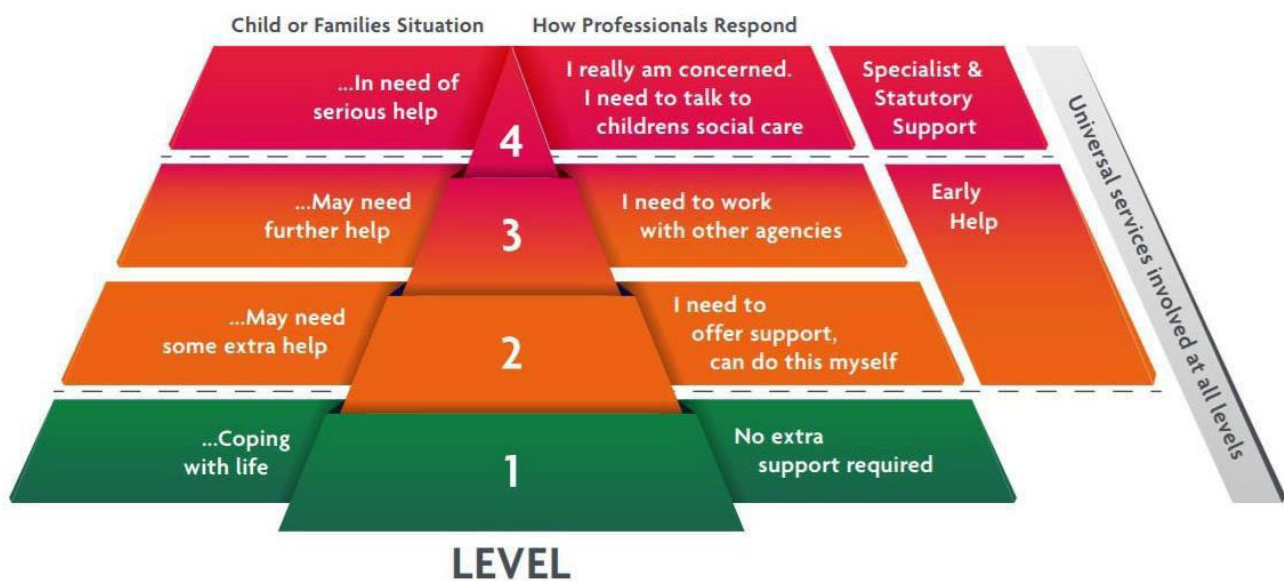 Child or Families Situation
How Professionals Respond
...In need of
serious help
4
I really am concerned.
I need to talk to
childrens social care
Specialist &
Statutory
Support
...May need
further help
3
I need to work
with other agencies
Early
Help
...May need
some extra help
2
I need to
offer support,
can do this myself
...Coping
with life
1
No extra
support required
Universal services involved at all levels
LEVEL